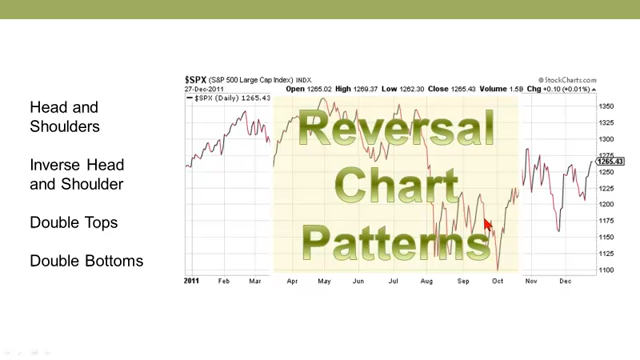 Head and
Shoulders
Inverse Head
and Shoulder
Double Tops
Double Bottoms
$SPX (S&P 500 Large Cap Index) INDX
© StockCharts.com
27-Dec-2011
Open 1265.02 High 1269.37 Low 1262.30 Close 1265.43 Volume 1.5B Chg +0.10 (+0.01%)
$SPX (Daily) 1265.43
Reversal
Chart
Patterns
1350
1325
1300
1275
1265.43
1250
1225
1200
1175
1150
1125
1100
2011 Feb Mar Apr May Jun Jul Aug Sep Oct Nov Dec